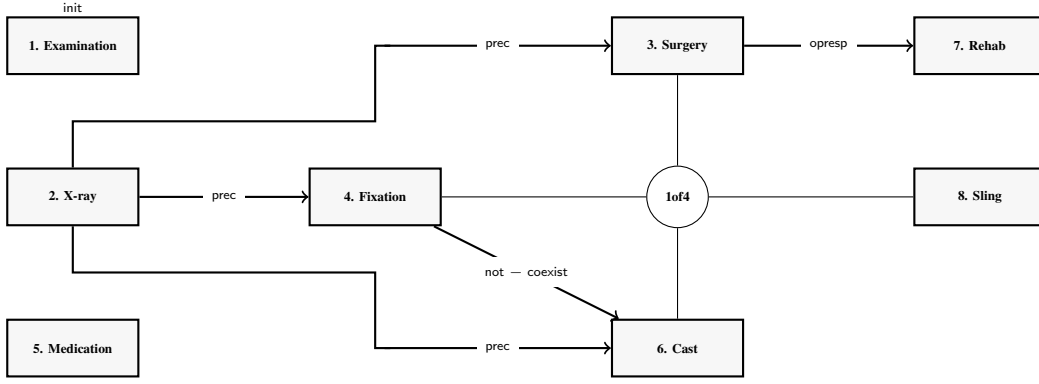 init
1. Examination
prec
3. Surgery
opresp
7. Rehab
2. X-ray
prec
4. Fixation
1of4
8. Sling
not – coexist
5. Medication
prec
6. Cast